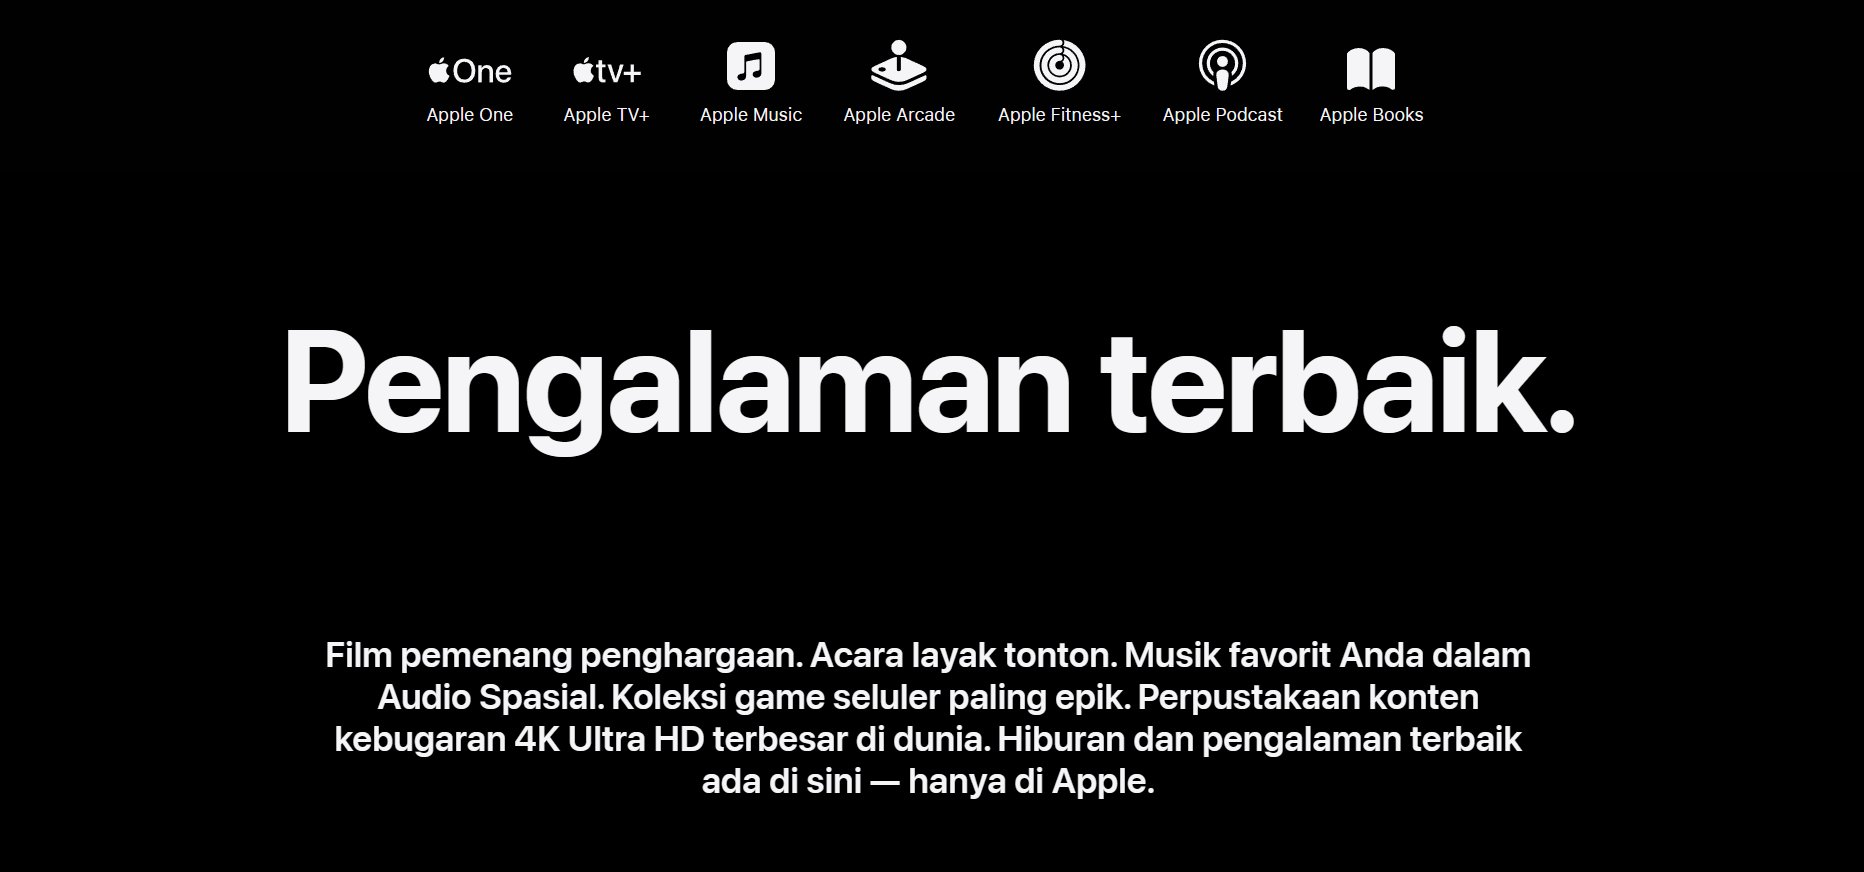 One tv+
Apple One Apple TV+ Apple Music Apple Arcade Apple Fitness+ Apple Podcast Apple Books
Pengalaman terbaik.
Film pemenang penghargaan. Acara layak tonton. Musik favorit Anda dalam
Audio Spasial. Koleksi game seluler paling epik. Perpustakaan konten
kebugaran 4K Ultra HD terbesar di dunia. Hiburan dan pengalaman terbaik
ada di sini — hanya di Apple.